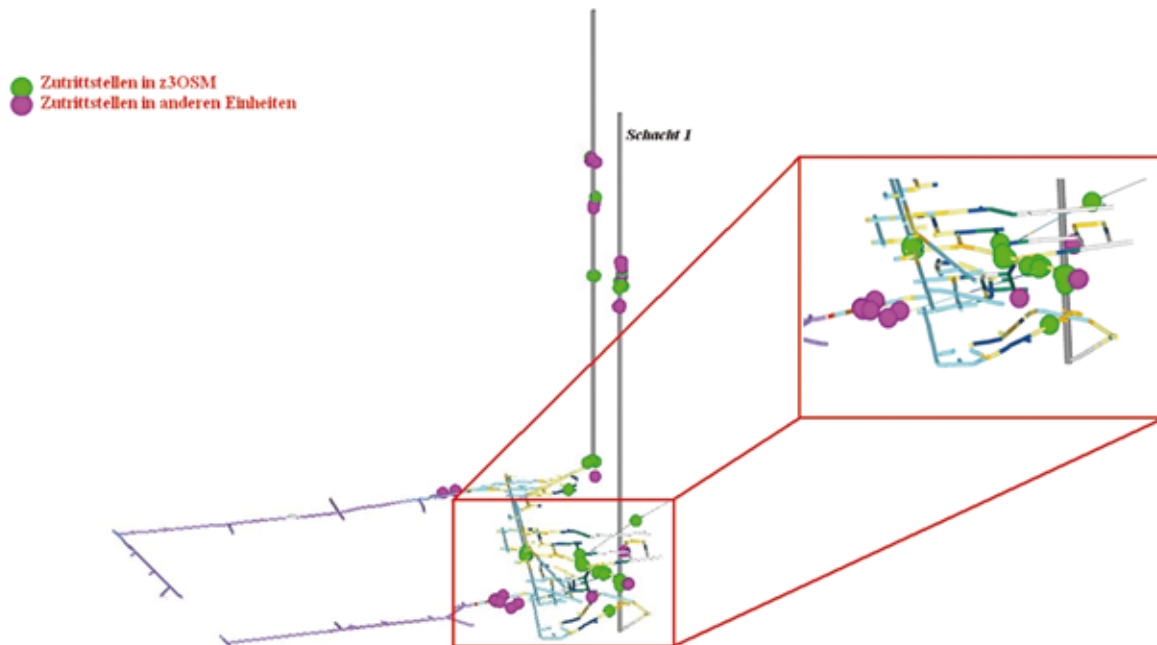 Zutrittstellen in z3OSM
Zutrittstellen in anderen Einheiten
Schacht 1